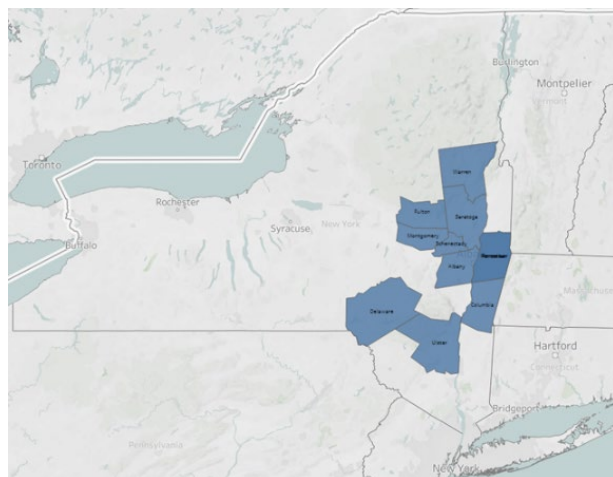 Burlington
Montpelier
Vermont
Toronto
Warren
Rochester
Fulton
Saratoga
Syracuse
New York
Montgomery
Schenectady
Buffalo
Albany
Massachuse
Delaware
Columbia
Ulster
Hartford
Connecticut
Bridgeport
Pennsylvania
New York